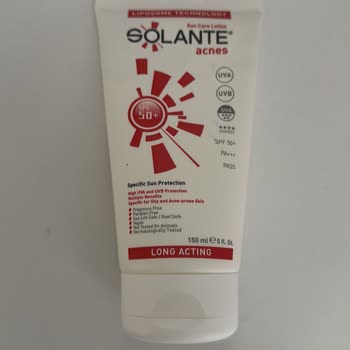 LIPOSOME TECHNOLOGY
Sun Care Lotion
SOLANTE®
acnes
SPF
50+
UVA
UVB
UVA
SPF 50+
PA+++
Specific Sun Protection
High UVA and UVB Protection
Multiple Benefits
Specific for Oily and Acne-prone Skin
Fragrance Free
Paraben Free
Sea Life Safe / Reef Safe
Vegan
Not Tested On Animals
Dermatologically Tested
150 ml ℮ 5 fl. Oz.
LONG ACTING